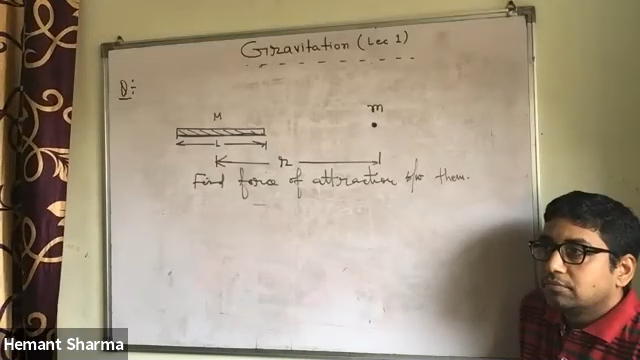 Gravitation (Lec 1)
Q:-
M
m
L
r
Find force of attraction b/w them.
Hemant Sharma